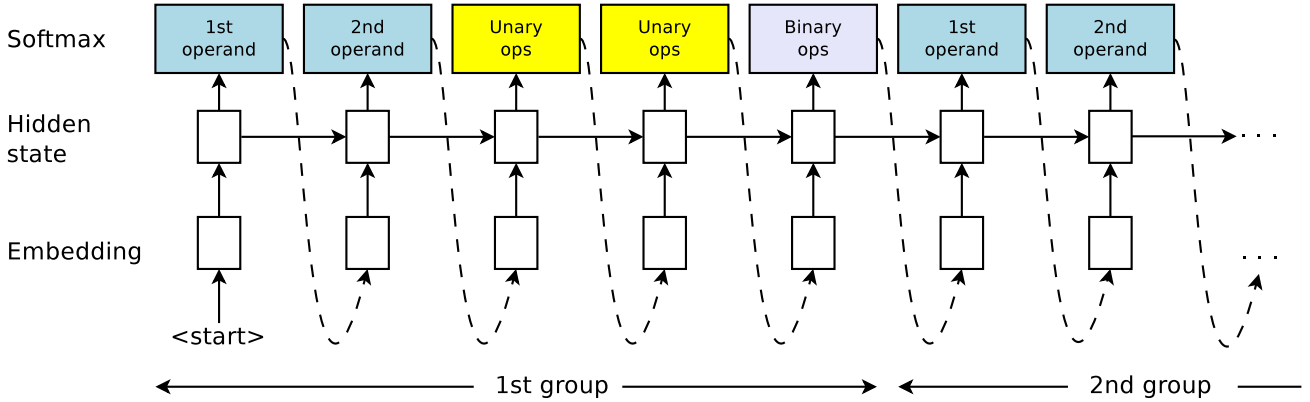 Softmax
1st
operand
2nd
operand
Unary
ops
Unary
ops
Binary
ops
1st
operand
2nd
operand
Hidden
state
. . .
Embedding
. . .
<start>
1st group
2nd group